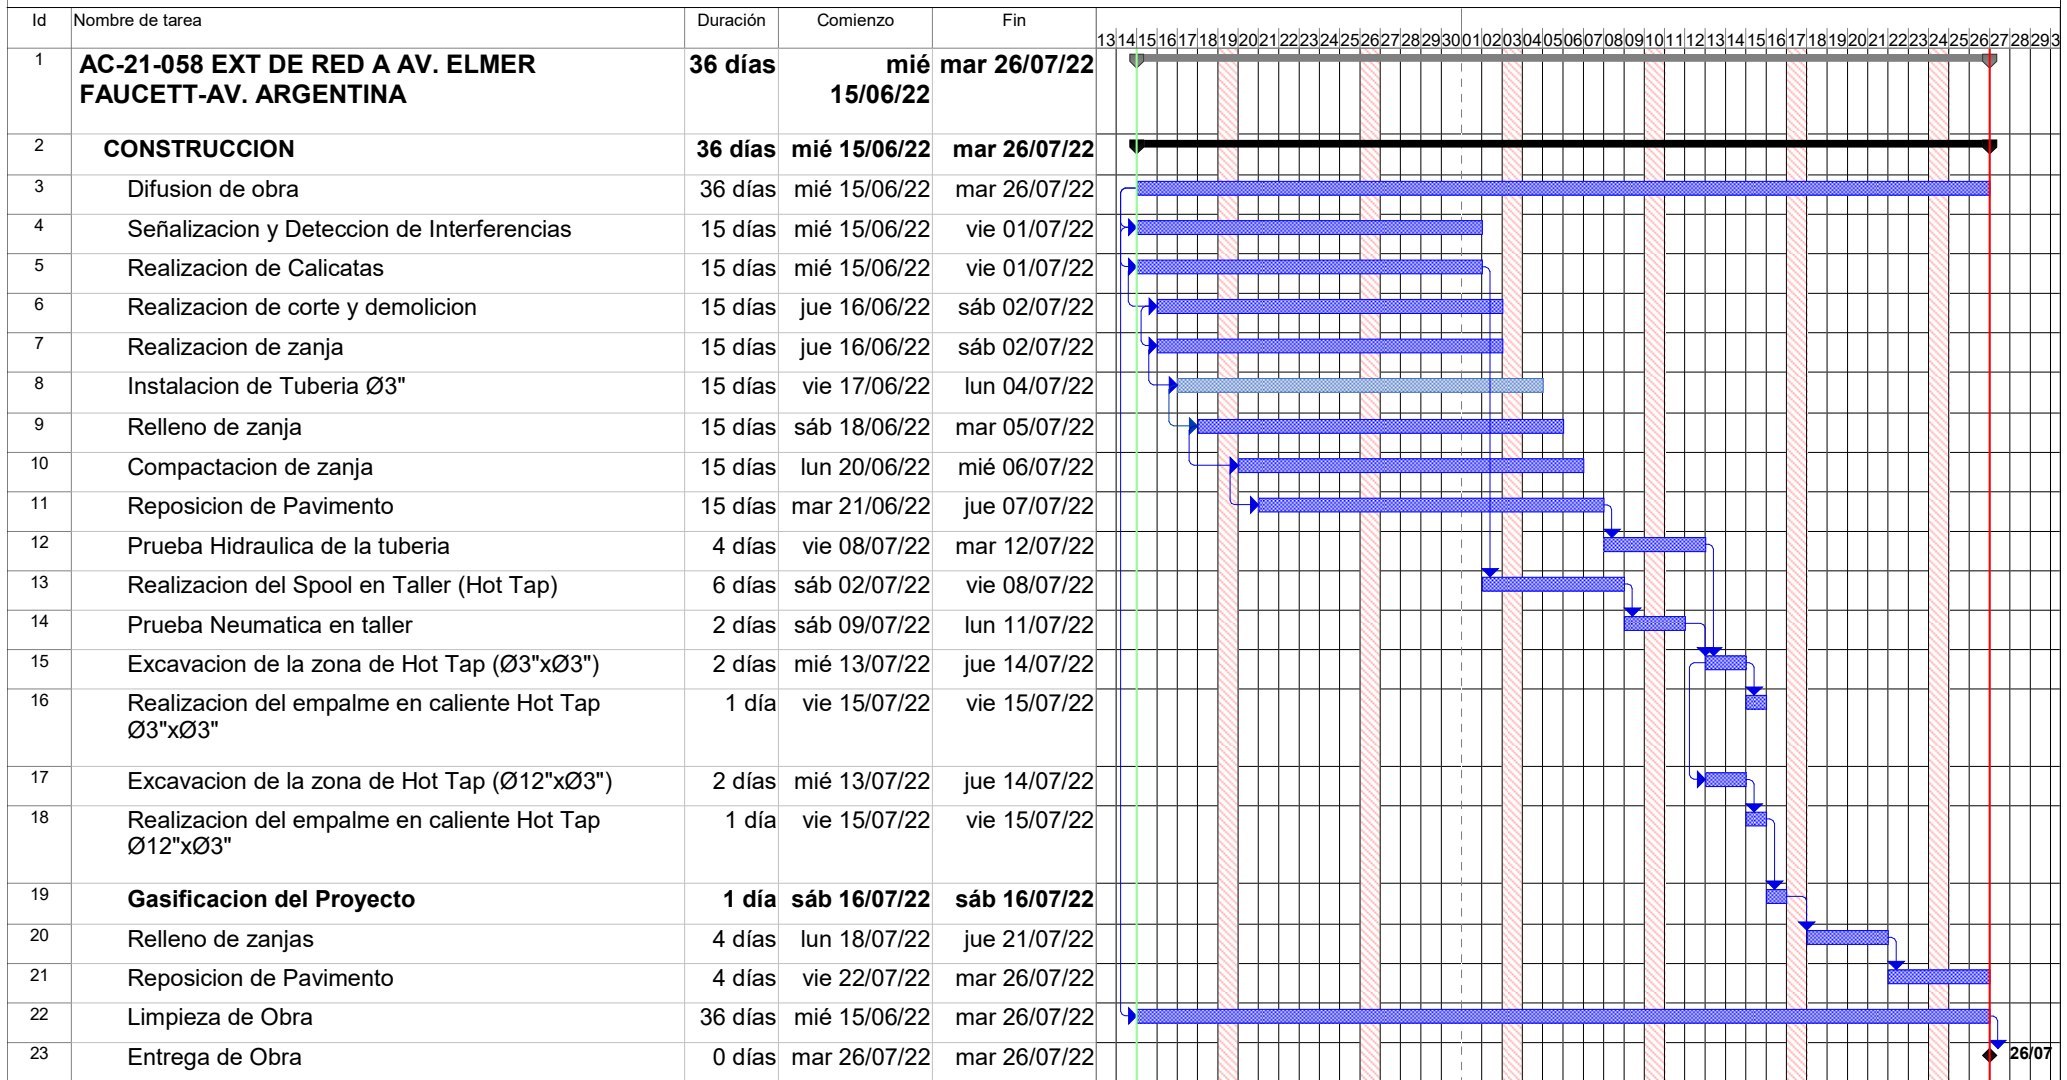 Id Nombre de tarea Duración Comienzo Fin
13 14 15 16 17 18 19 20 21 22 23 24 25 26 27 28 29 30 01 02 03 04 05 06 07 08 09 10 11 12 13 14 15 16 17 18 19 20 21 22 23 24 25 26 27 28 29 3
1 AC-21-058 EXT DE RED A AV. ELMER 36 días mié mar 26/07/22
FAUCETT-AV. ARGENTINA 15/06/22
2 CONSTRUCCION 36 días mié 15/06/22 mar 26/07/22
3 Difusion de obra 36 días mié 15/06/22 mar 26/07/22
4 Señalizacion y Deteccion de Interferencias 15 días mié 15/06/22 vie 01/07/22
5 Realizacion de Calicatas 15 días mié 15/06/22 vie 01/07/22
6 Realizacion de corte y demolicion 15 días jue 16/06/22 sáb 02/07/22
7 Realizacion de zanja 15 días jue 16/06/22 sáb 02/07/22
8 Instalacion de Tuberia Ø3" 15 días vie 17/06/22 lun 04/07/22
9 Relleno de zanja 15 días sáb 18/06/22 mar 05/07/22
10 Compactacion de zanja 15 días lun 20/06/22 mié 06/07/22
11 Reposicion de Pavimento 15 días mar 21/06/22 jue 07/07/22
12 Prueba Hidraulica de la tuberia 4 días vie 08/07/22 mar 12/07/22
13 Realizacion del Spool en Taller (Hot Tap) 6 días sáb 02/07/22 vie 08/07/22
14 Prueba Neumatica en taller 2 días sáb 09/07/22 lun 11/07/22
15 Excavacion de la zona de Hot Tap (Ø3"xØ3") 2 días mié 13/07/22 jue 14/07/22
16 Realizacion del empalme en caliente Hot Tap 1 día vie 15/07/22 vie 15/07/22
Ø3"xØ3"
17 Excavacion de la zona de Hot Tap (Ø12"xØ3") 2 días mié 13/07/22 jue 14/07/22
18 Realizacion del empalme en caliente Hot Tap 1 día vie 15/07/22 vie 15/07/22
Ø12"xØ3"
19 Gasificacion del Proyecto 1 día sáb 16/07/22 sáb 16/07/22
20 Relleno de zanjas 4 días lun 18/07/22 jue 21/07/22
21 Reposicion de Pavimento 4 días vie 22/07/22 mar 26/07/22
22 Limpieza de Obra 36 días mié 15/06/22 mar 26/07/22
23 Entrega de Obra 0 días mar 26/07/22 mar 26/07/22 26/07